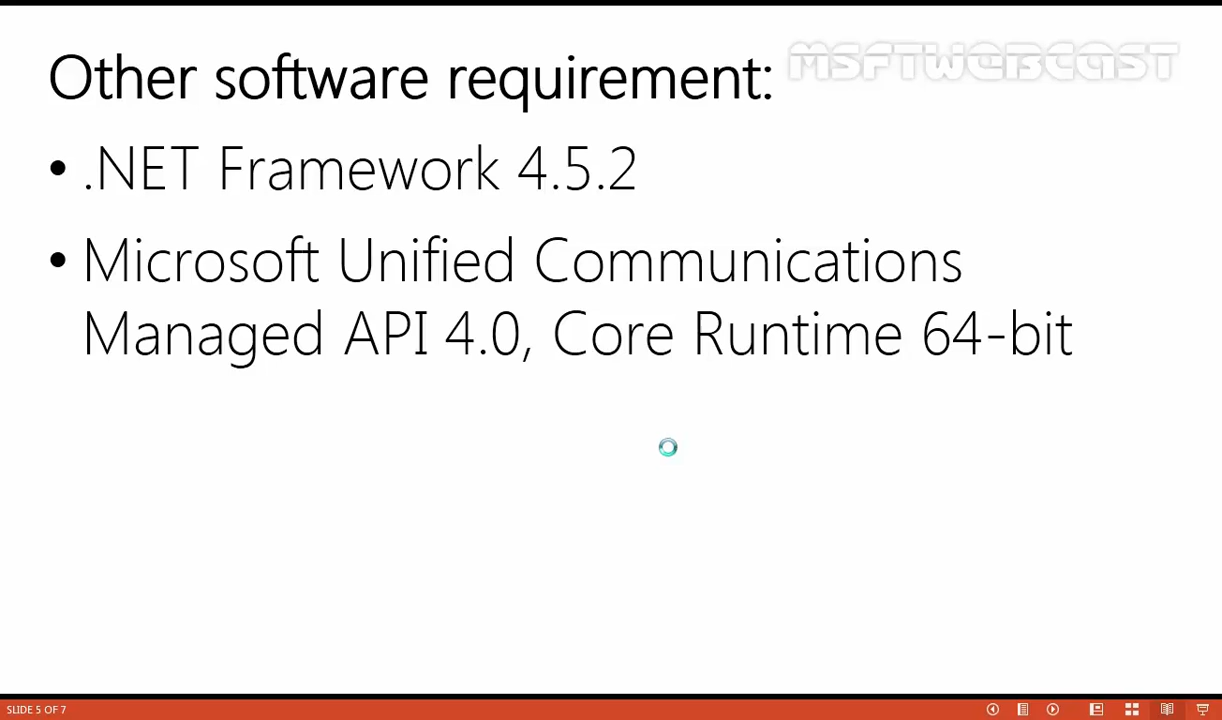 Other software requirement:
MSFTWEBCAST
• .NET Framework 4.5.2
• Microsoft Unified Communications
Managed API 4.0, Core Runtime 64-bit
SLIDE 5 OF 7